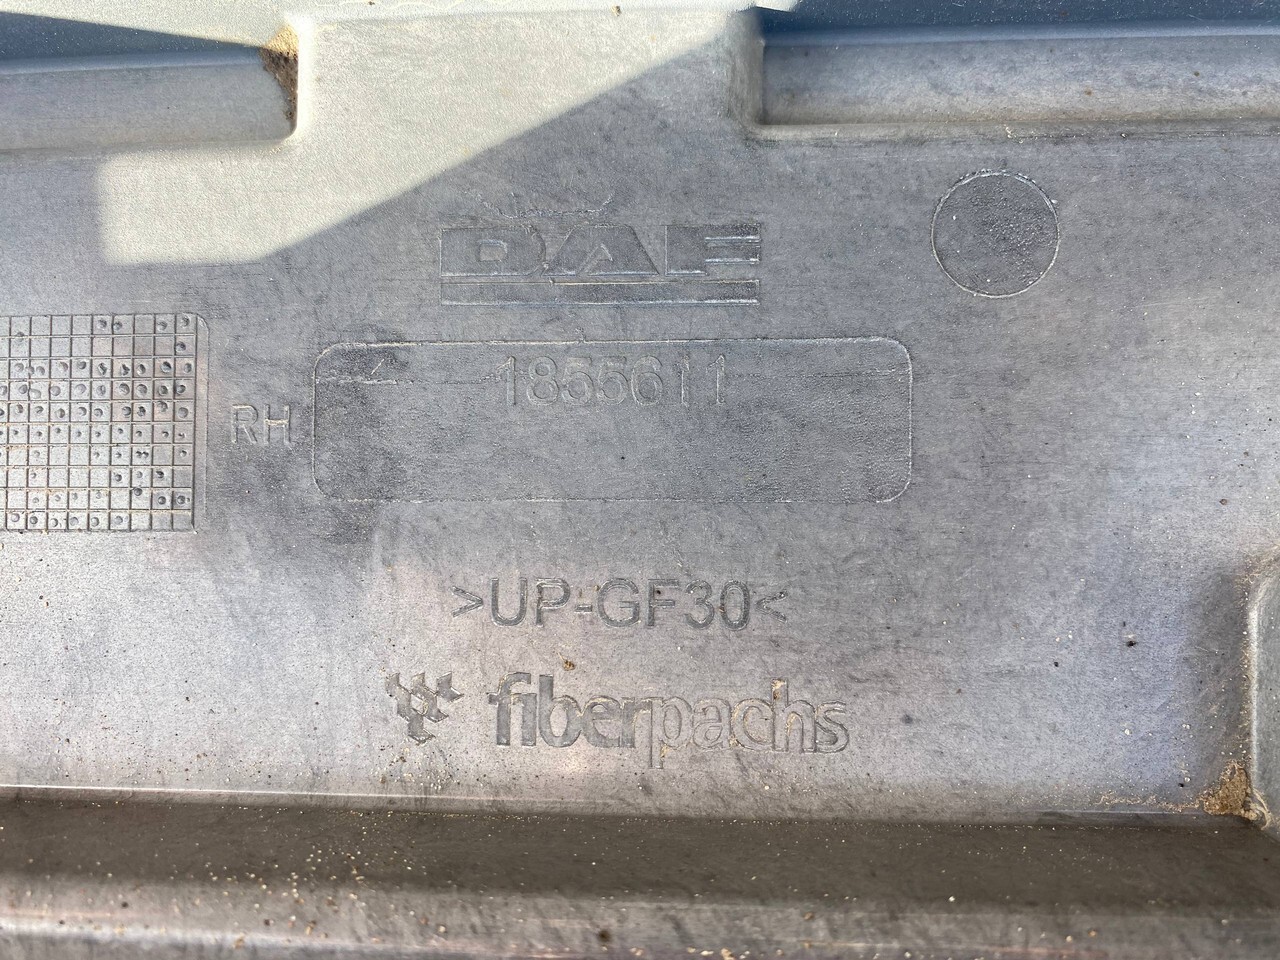 DAF
1855611
RH
>UP-GF30<
fiberpachs